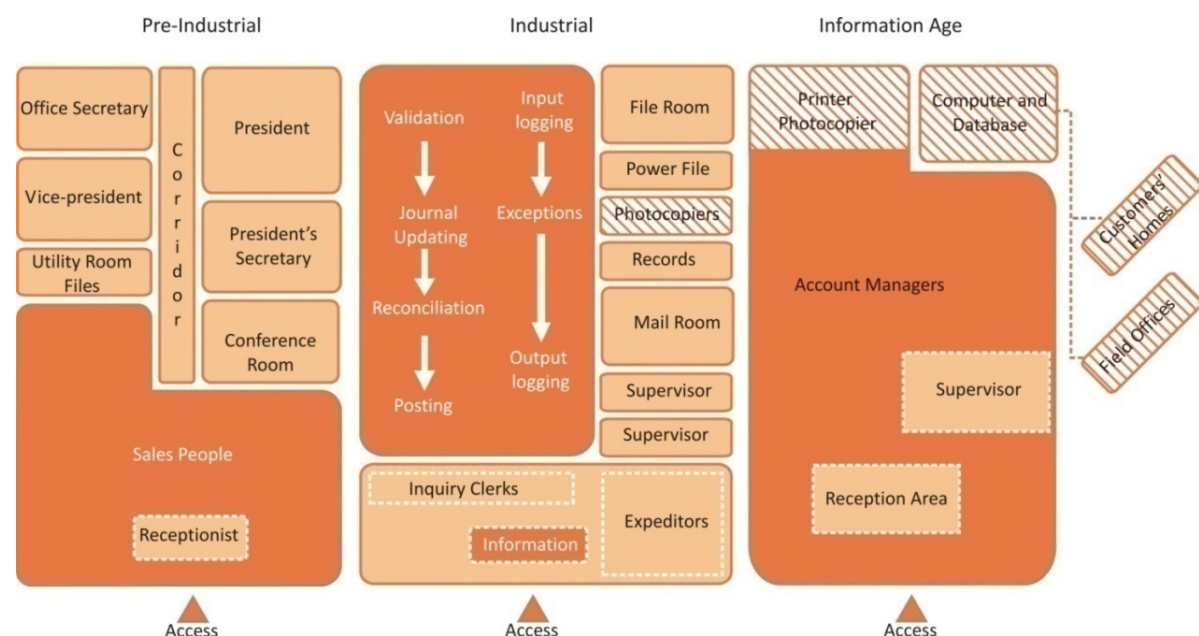 Pre-Industrial
Office Secretary
Vice-president
Utility Room
Files
Corridor
President
President's
Secretary
Conference
Room
Sales People
Receptionist
Access
Industrial
Validation
Journal
Updating
Reconciliation
Posting
Input
logging
Exceptions
Output
logging
File Room
Power File
Photocopiers
Records
Mail Room
Supervisor
Supervisor
Inquiry Clerks
Information
Expeditors
Access
Information Age
Printer
Photocopier
Computer and
Database
Account Managers
Supervisor
Reception Area
Customers'
Homes
Field Offices
Access